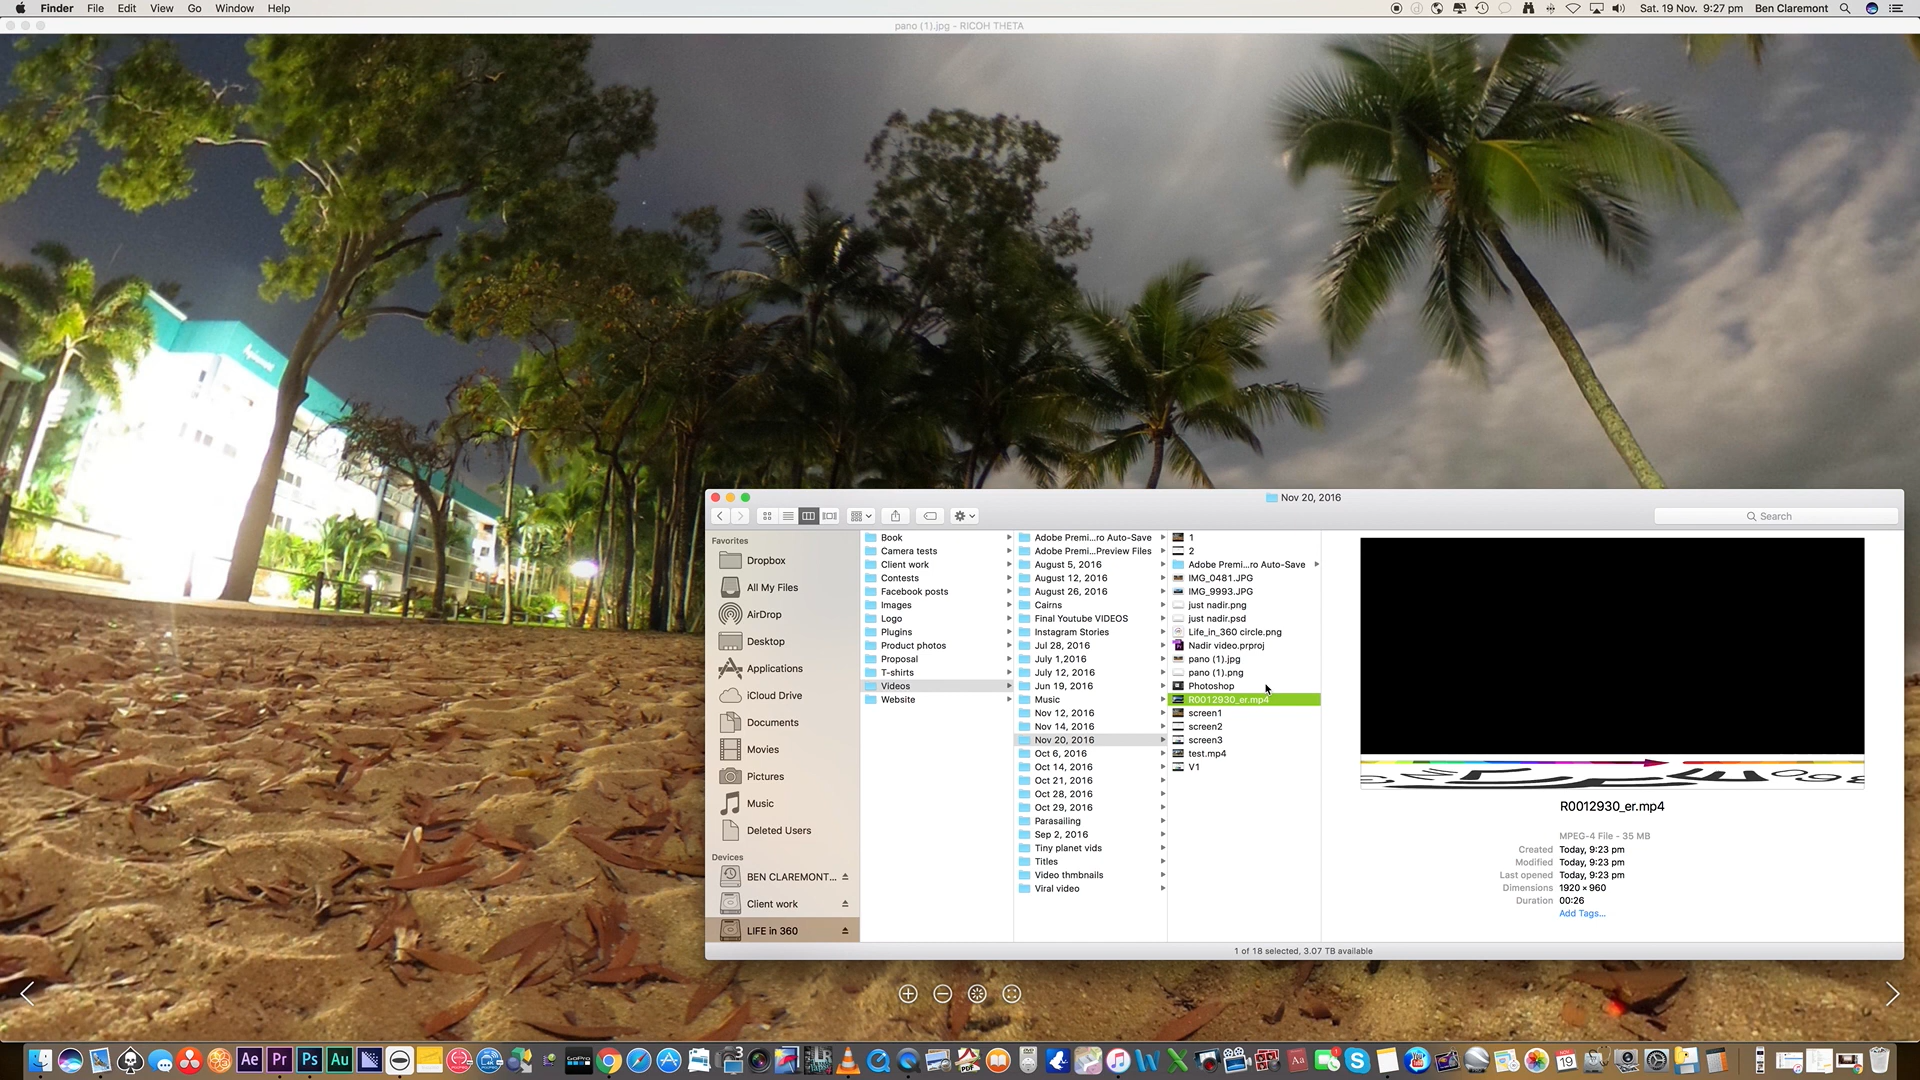 Finder File Edit View Go Window Help
Sat. 19 Nov. 9:27 pm Ben Claremont
pano (1).jpg - RICOH THETA
Nov 20, 2016
Search
Favorites
Dropbox
All My Files
AirDrop
Desktop
Applications
iCloud Drive
Documents
Movies
Pictures
Music
Deleted Users
Devices
BEN CLAREMONT...
Client work
LIFE in 360
Book
Camera tests
Client work
Contests
Facebook posts
Images
Logo
Plugins
Product photos
Proposal
T-shirts
Videos
Website
Adobe Premi...ro Auto-Save
Adobe Premi...Preview Files
August 5, 2016
August 12, 2016
August 26, 2016
Cairns
Final Youtube VIDEOS
Instagram Stories
Jul 28, 2016
July 1,2016
July 12, 2016
Jun 19, 2016
Music
Nov 12, 2016
Nov 14, 2016
Nov 20, 2016
Oct 6, 2016
Oct 14, 2016
Oct 21, 2016
Oct 28, 2016
Oct 29, 2016
Parasailing
Sep 2, 2016
Tiny planet vids
Titles
Video thmbnails
Viral video
1
2
Adobe Premi...ro Auto-Save
IMG_0481.JPG
IMG_9993.JPG
just nadir.png
just nadir.psd
Life_in_360 circle.png
Nadir video.prproj
pano (1).jpg
pano (1).png
Photoshop
R0012930_er.mp4
screen1
screen2
screen3
test.mp4
V1
R0012930_er.mp4
MPEG-4 File - 35 MB
Created Today, 9:23 pm
Modified Today, 9:23 pm
Last opened Today, 9:23 pm
Dimensions 1920 × 960
Duration 00:26
Add Tags...
1 of 18 selected, 3.07 TB available
Ae Pr Ps Au